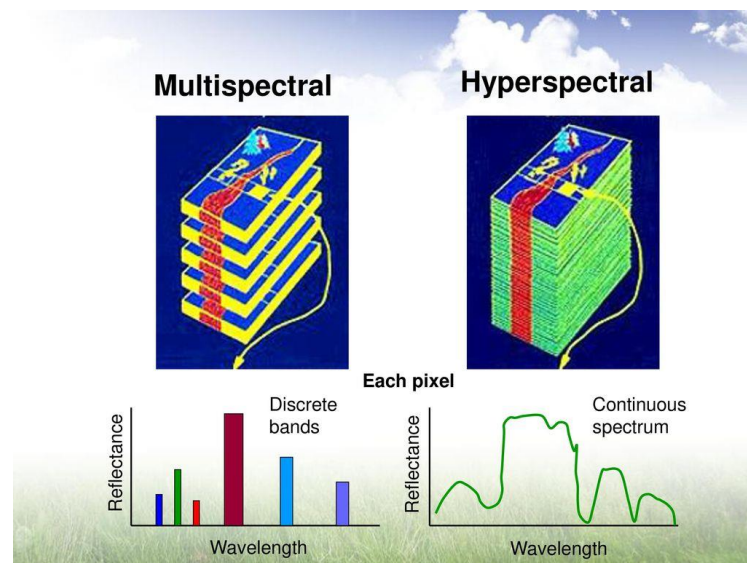 Multispectral
Hyperspectral
Each pixel
Reflectance
Discrete
bands
Wavelength
Reflectance
Continuous
spectrum
Wavelength